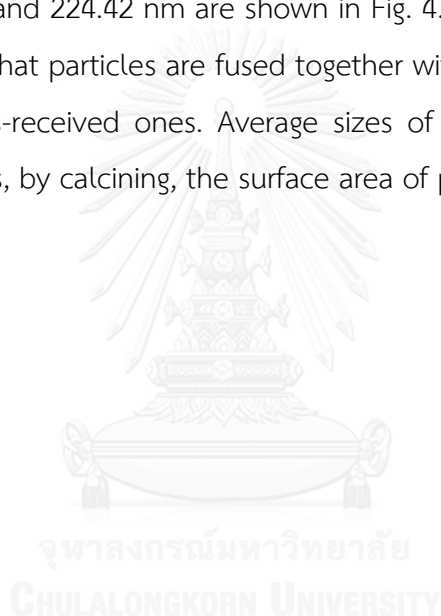 and 224.42 nm are shown in Fig. 4.
hat particles are fused together wi
s-received ones. Average sizes of
s, by calcining, the surface area of p
จุฬาลงกรณ์มหาวิทยาลัย
CHULALONGKORN UNIVERSITY